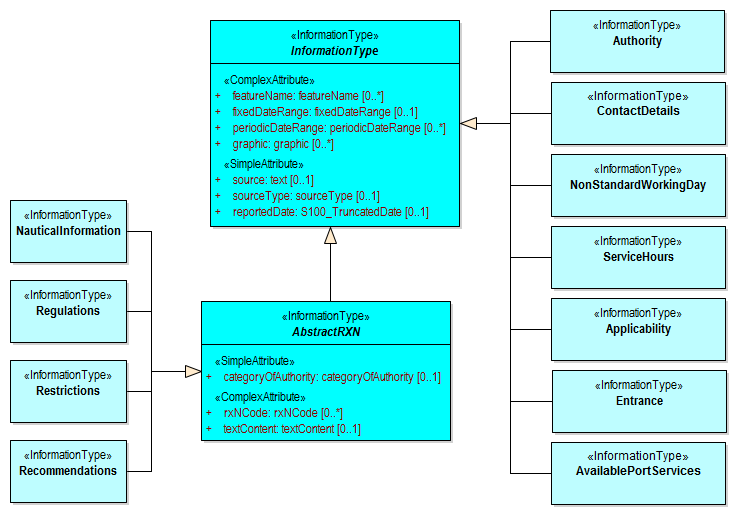 «InformationType»
InformationType
«ComplexAttribute»
+ featureName: featureName [0..*]
+ fixedDateRange: fixedDateRange [0..1]
+ periodicDateRange: periodicDateRange [0..*]
+ graphic: graphic [0..*]
«SimpleAttribute»
+ source: text [0..1]
+ sourceType: sourceType [0..1]
+ reportedDate: S100_TruncatedDate [0..1]
«InformationType»
NauticalInformation
«InformationType»
Regulations
«InformationType»
Restrictions
«InformationType»
Recommendations
«InformationType»
AbstractRXN
«SimpleAttribute»
+ categoryOfAuthority: categoryOfAuthority [0..1]
«ComplexAttribute»
+ rxNCode: rxNCode [0..*]
+ textContent: textContent [0..1]
«InformationType»
Authority
«InformationType»
ContactDetails
«InformationType»
NonStandardWorkingDay
«InformationType»
ServiceHours
«InformationType»
Applicability
«InformationType»
Entrance
«InformationType»
AvailablePortServices